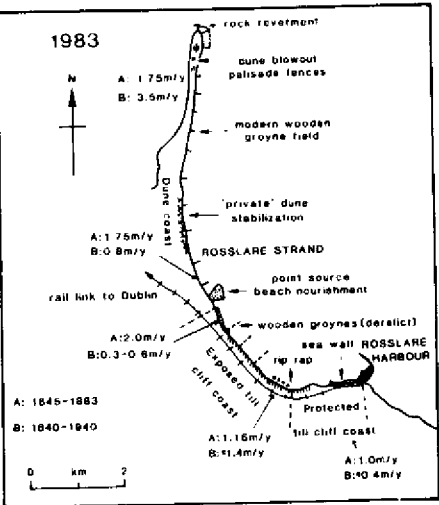 1983
rock revetment
dune blowout
palisade fences
N
A: 1.75m/y
B: 3.5m/y
modern wooden
groyne field
Dune coast
'private' dune
stabilization
A:1.75m/y
B:0.8m/y
ROSSLARE STRAND
rail link to Dublin
point source
beach nourishment
A:2.0m/y
B:0.3-0.6m/y
wooden groynes (derelict)
Exposed till
cliff coast
rip rap
sea wall
ROSSLARE
HARBOUR
Protected
till cliff coast
A: 1845-1883
B: 1840-1940
A:1.16m/y
B:+1.4m/y
A:1.0m/y
B:+0.4m/y
0 km 2